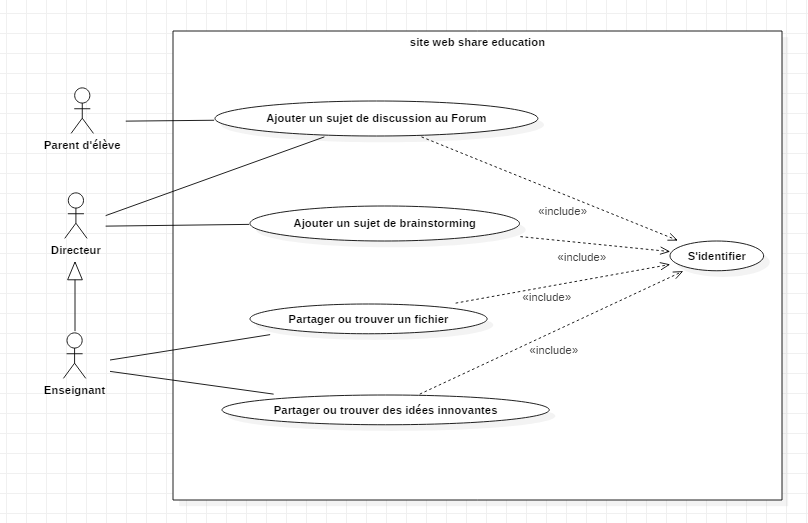 site web share education
Ajouter un sujet de discussion au Forum
Parent d'élève
«include»
Ajouter un sujet de brainstorming
Directeur
«include»
S'identifier
«include»
Partager ou trouver un fichier
«include»
Enseignant
Partager ou trouver des idées innovantes